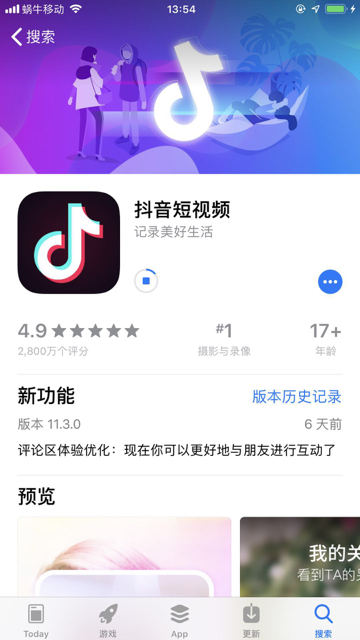 蜗牛移动
13:54
搜索
抖音短视频
记录美好生活
4.9
#1
17+
2,800万个评分
摄影与录像
年龄
新功能
版本历史记录
版本 11.3.0
6 天前
评论区体验优化：现在你可以更好地与朋友进行互动了
预览
我的关
看到TA的另
Today
游戏
App
更新
搜索